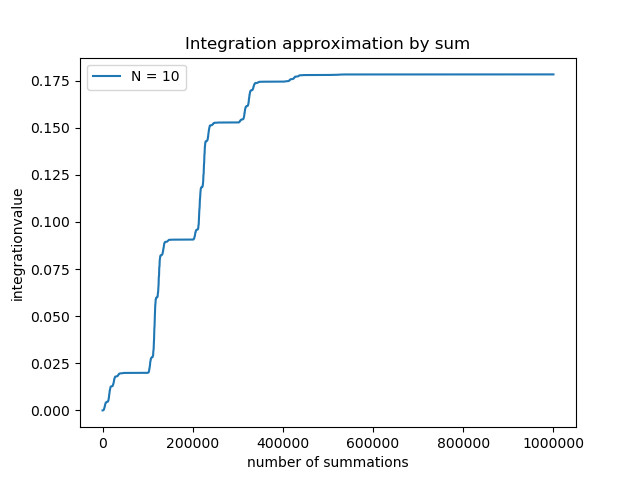 Integration approximation by sum
N = 10
0.175
0.150
0.125
0.100
0.075
0.050
0.025
0.000
integrationvalue
0 200000 400000 600000 800000 1000000
number of summations